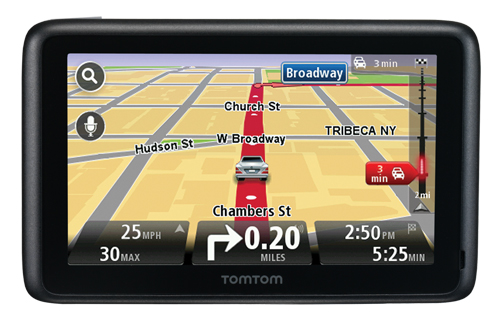 Broadway
3 min
Church St
W Broadway
TRIBECA NY
Hudson St
3
min
2mi
Chambers St
25 MPH
30 MAX
0.20
MILES
2:50 PM
5:25 MIN
TOMTOM